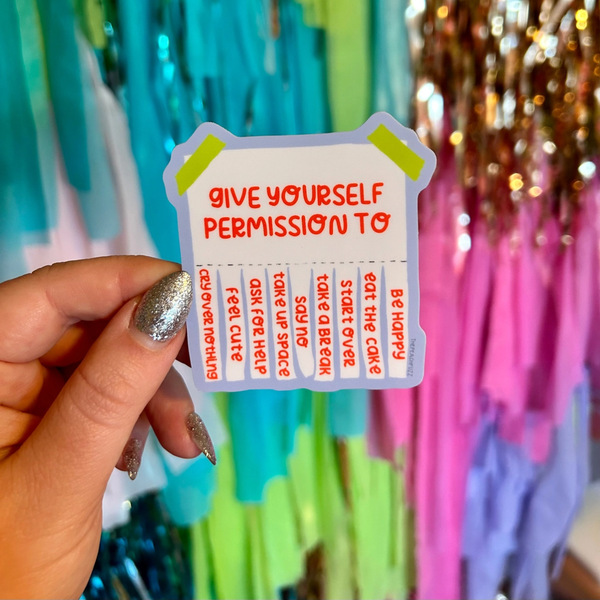 GIVE YOURSELF
PERMISSION TO
cry over nothing
feel cute
ask for help
take up space
say no
take a Break
Start over
eat the cake
Be Happy